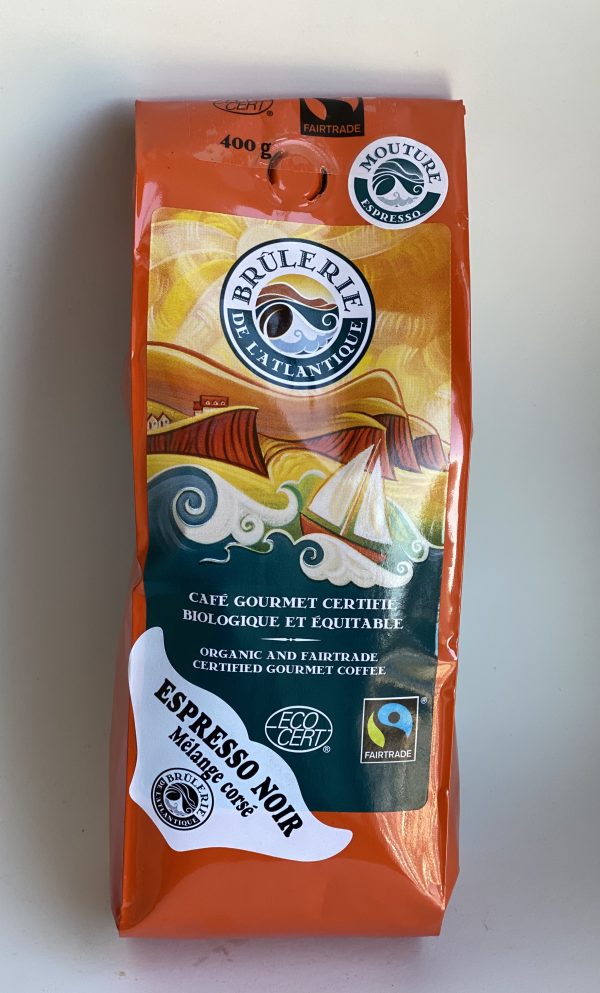 CERT
FAIRTRADE
400 g
MOUTURE
ESPRESSO
BRÛLERIE
DE L'ATLANTIQUE
CAFÉ GOURMET CERTIFIÉ
BIOLOGIQUE ET ÉQUITABLE
ORGANIC AND FAIRTRADE
CERTIFIED GOURMET COFFEE
ECO
CERT
®
FAIRTRADE
®
ESPRESSO NOIR
Mélange corsé
BRÛLERIE
DE L'ATLANTIQUE